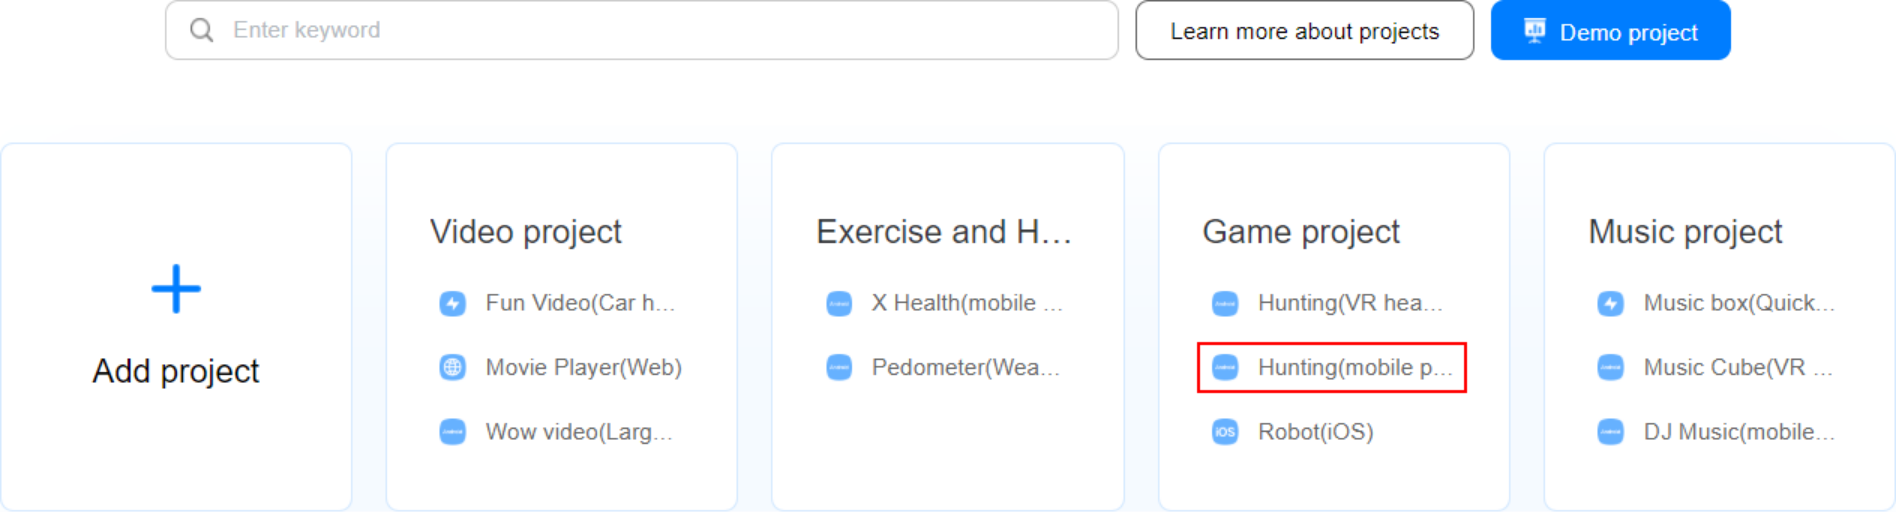 Enter keyword
Learn more about projects
Demo project
Add project
Video project
Fun Video(Car h...
Movie Player(Web)
Wow video(Larg...
Exercise and H...
X Health(mobile ...
Pedometer(Wea...
Game project
Hunting(VR hea...
Hunting(mobile p...
iOS Robot(iOS)
Music project
Music box(Quick...
Music Cube(VR ...
DJ Music(mobile...